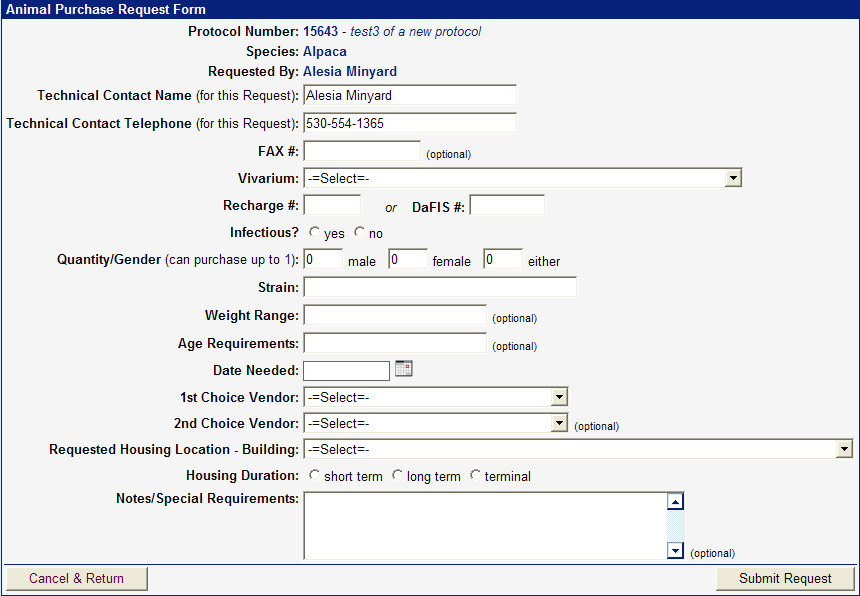 Animal Purchase Request Form
Protocol Number: 15643 - test3 of a new protocol
Species: Alpaca
Requested By: Alesia Minyard
Technical Contact Name (for this Request): Alesia Minyard
Technical Contact Telephone (for this Request): 530-554-1365
FAX #: (optional)
Vivarium: -=Select=-
Recharge #: or DaFIS #:
Infectious? yes no
Quantity/Gender (can purchase up to 1): 0 male 0 female 0 either
Strain:
Weight Range: (optional)
Age Requirements: (optional)
Date Needed:
1st Choice Vendor: -=Select=-
2nd Choice Vendor: -=Select=- (optional)
Requested Housing Location - Building: -=Select=-
Housing Duration: short term long term terminal
Notes/Special Requirements: (optional)
Cancel & Return Submit Request